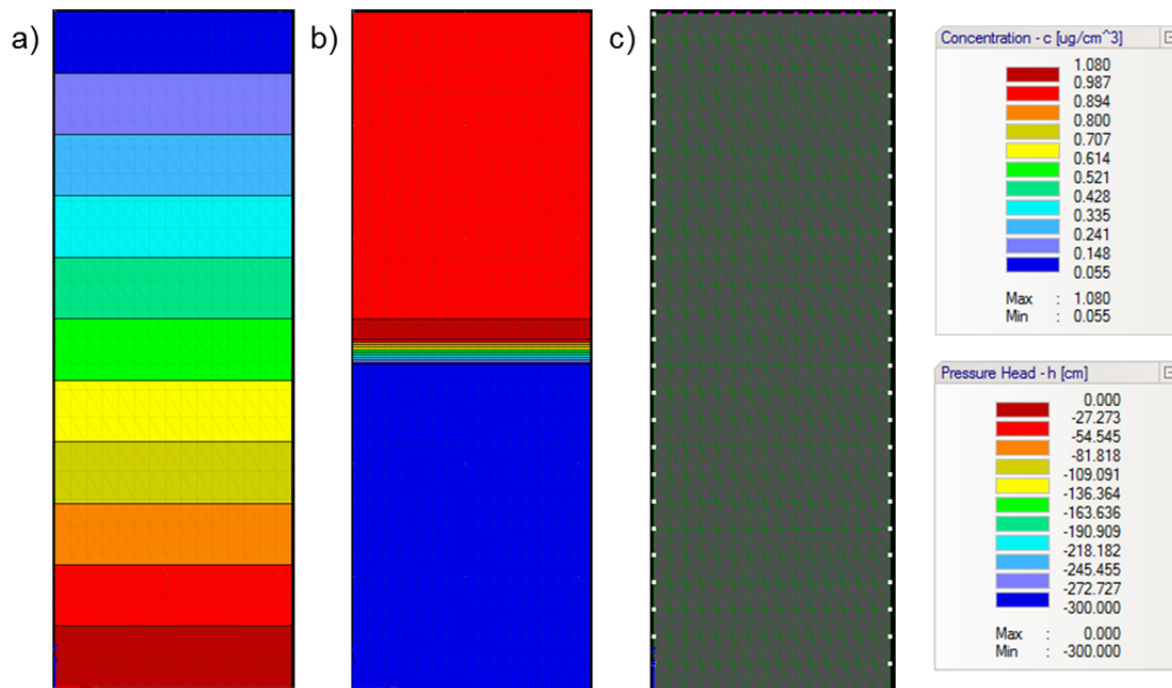 a)
b)
c)
Concentration - c [ug/cm^3]
1.080
0.987
0.894
0.800
0.707
0.614
0.521
0.428
0.335
0.241
0.148
0.055
Max : 1.080
Min : 0.055
Pressure Head - h [cm]
0.000
-27.273
-54.545
-81.818
-109.091
-136.364
-163.636
-190.909
-218.182
-245.455
-272.727
-300.000
Max : 0.000
Min : -300.000